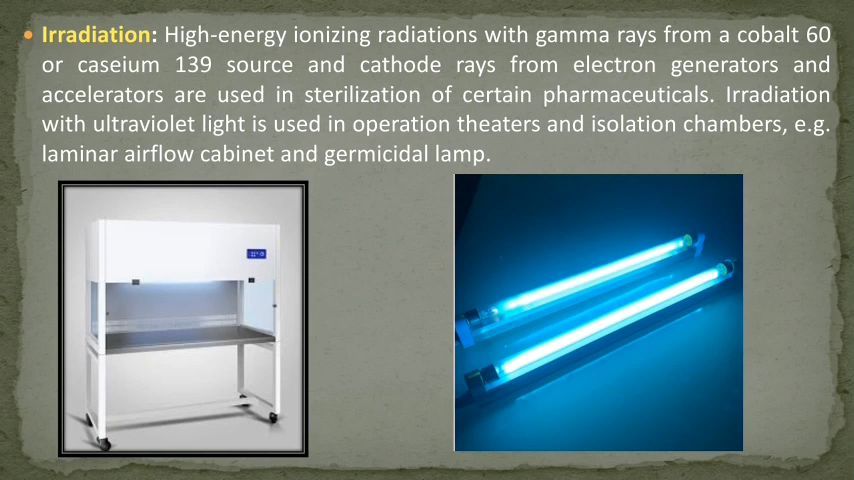 Irradiation: High-energy ionizing radiations with gamma rays from a cobalt 60
or caseium 139 source and cathode rays from electron generators and
accelerators are used in sterilization of certain pharmaceuticals. Irradiation
with ultraviolet light is used in operation theaters and isolation chambers, e.g.
laminar airflow cabinet and germicidal lamp.